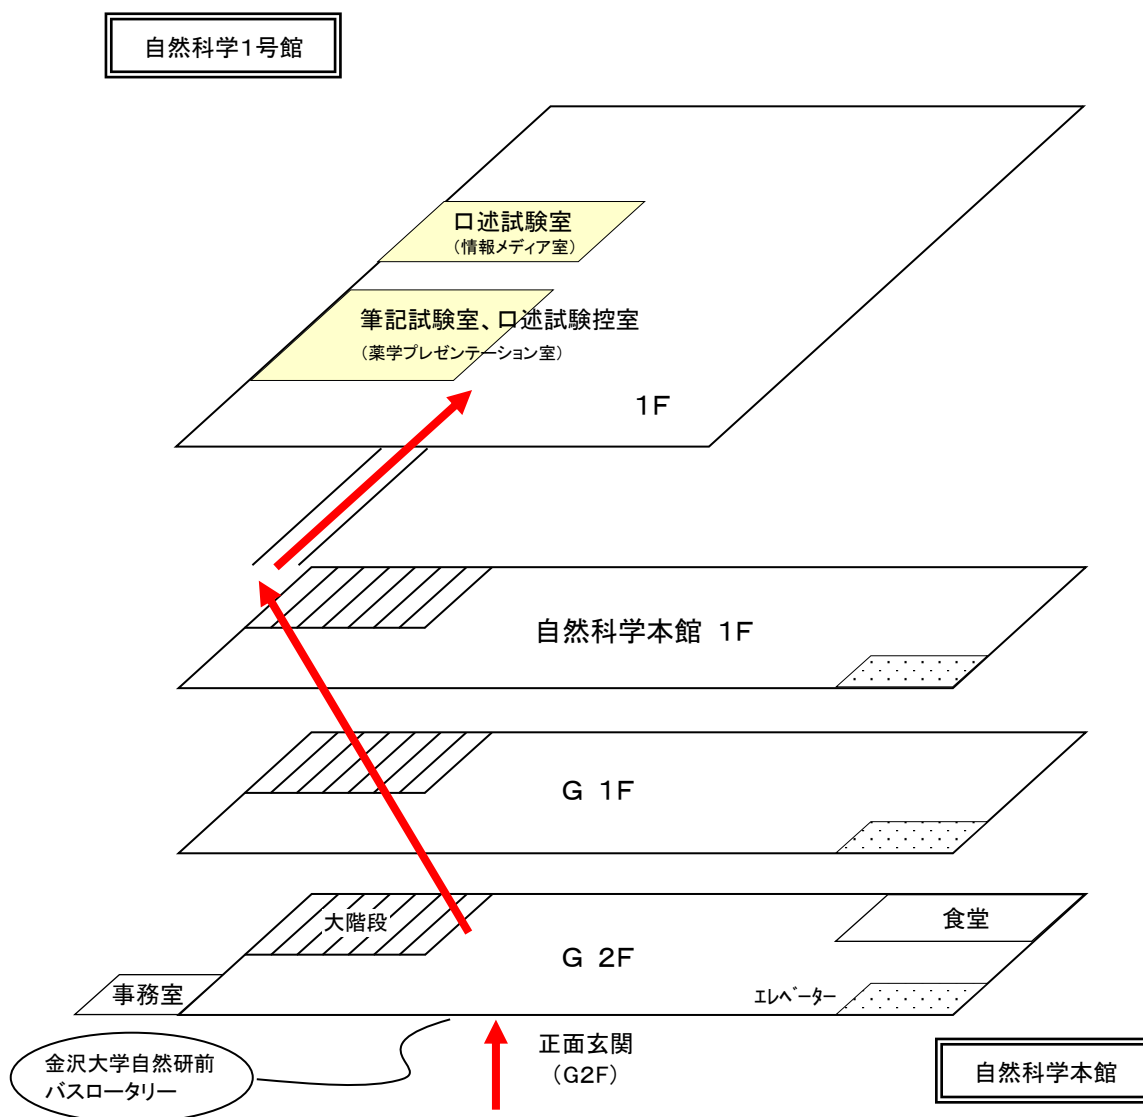 自然科学1号館
口述試験室
(情報メディア室)
筆記試験室、口述試験控室
(薬学プレゼンテーション室)
1F
自然科学本館 1F
G 1F
大階段
食堂
G 2F
事務室
エレベーター
正面玄関
(G2F)
金沢大学自然研前
バスロータリー
自然科学本館